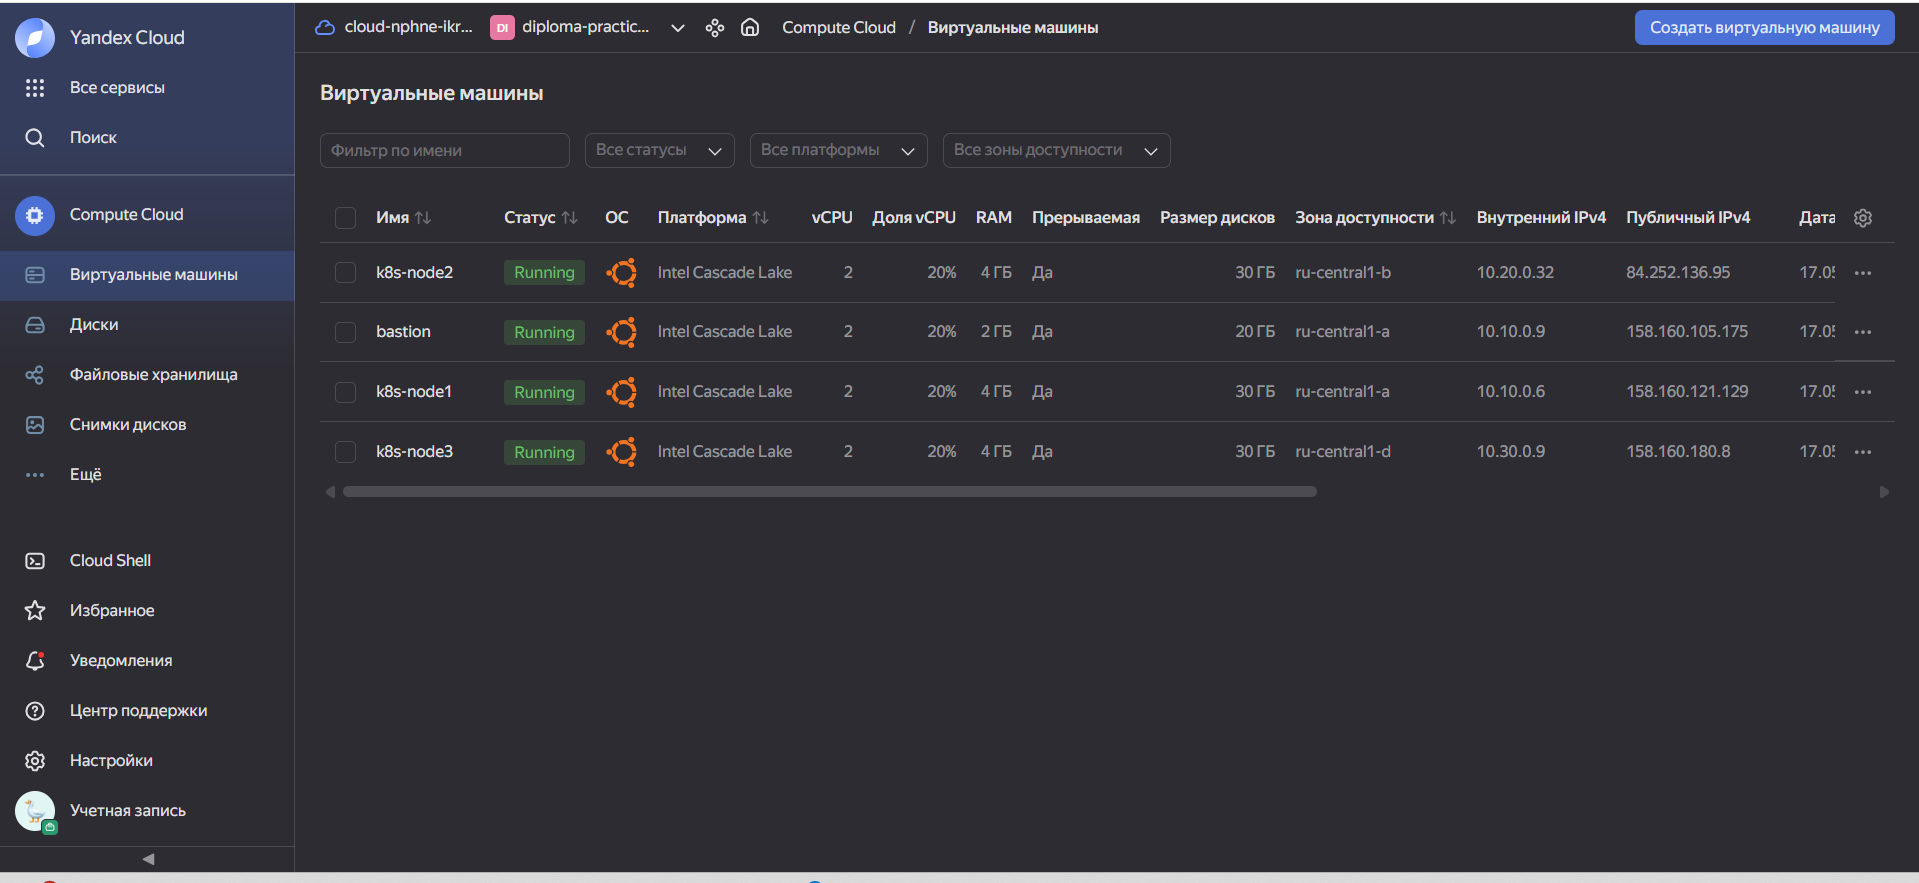 Yandex Cloud
Все сервисы
Поиск
Compute Cloud
Виртуальные машины
Диски
Файловые хранилища
Снимки дисков
Ещё
Cloud Shell
Избранное
Уведомления
Центр поддержки
Настройки
Учетная запись
cloud-nphne-ikr... DI diploma-practic... Compute Cloud / Виртуальные машины Создать виртуальную машину
Виртуальные машины
Фильтр по имени Все статусы Все платформы Все зоны доступности
Имя Статус ОС Платформа vCPU Доля vCPU RAM Прерываемая Размер дисков Зона доступности Внутренний IPv4 Публичный IPv4 Дата
k8s-node2 Running Intel Cascade Lake 2 20% 4 ГБ Да 30 ГБ ru-central1-b 10.20.0.32 84.252.136.95 17.05
bastion Running Intel Cascade Lake 2 20% 2 ГБ Да 20 ГБ ru-central1-a 10.10.0.9 158.160.105.175 17.05
k8s-node1 Running Intel Cascade Lake 2 20% 4 ГБ Да 30 ГБ ru-central1-a 10.10.0.6 158.160.121.129 17.05
k8s-node3 Running Intel Cascade Lake 2 20% 4 ГБ Да 30 ГБ ru-central1-d 10.30.0.9 158.160.180.8 17.05